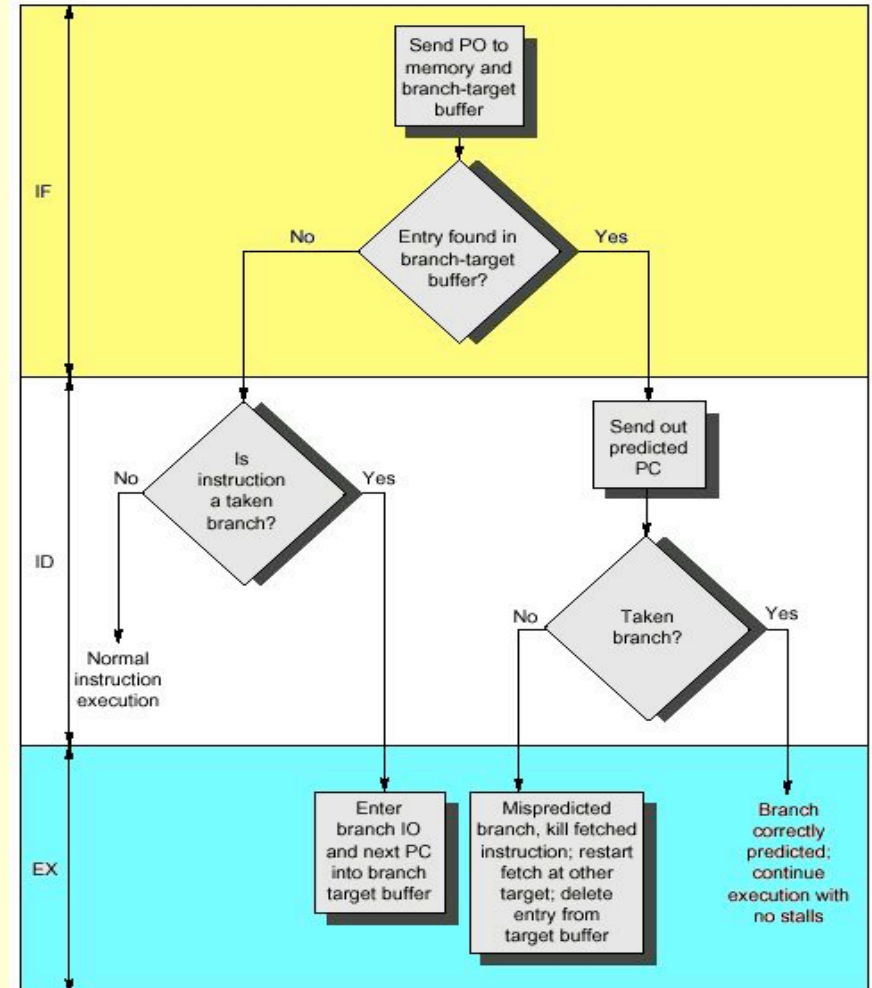 Send PO to
memory and
branch-target
buffer
IF
No
Entry found in
branch-target
buffer?
Yes
Is
instruction
a taken
branch?
No
Yes
Send out
predicted
PC
ID
No
Taken
branch?
Yes
Normal
instruction
execution
EX
Enter
branch IO
and next PC
into branch
target buffer
Mispredicted
branch, kill fetched
instruction; restart
fetch at other
target; delete
entry from
target buffer
Branch
correctly
predicted;
continue
execution with
no stalls